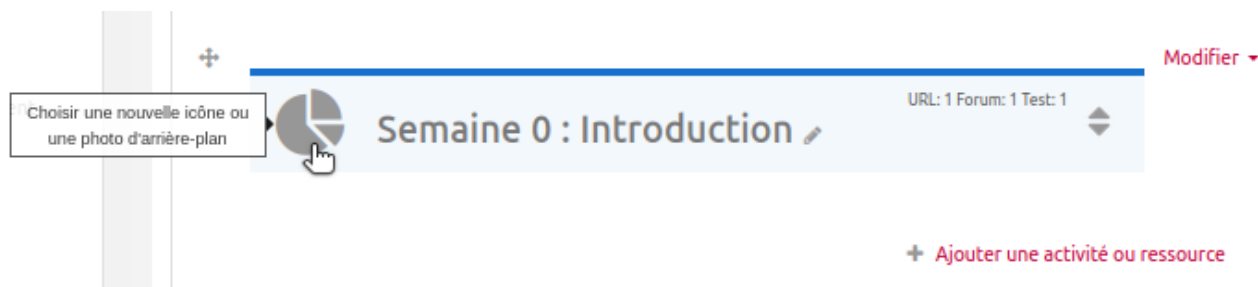 Modifier
URL: 1 Forum: 1 Test: 1
Choisir une nouvelle icône ou
une photo d'arrière-plan
Semaine 0 : Introduction
Ajouter une activité ou ressource